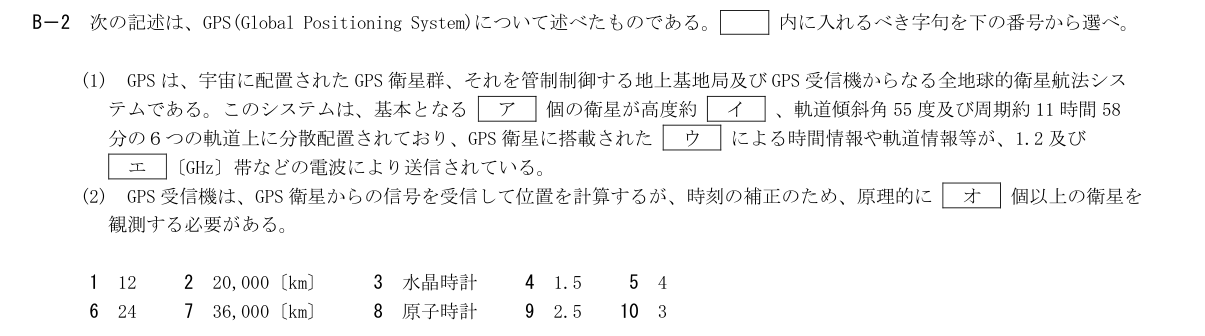 B－2 次の記述は、GPS(Global Positioning System)について述べたものである。 内に入れるべき字句を下の番号から選べ。
(1) GPS は、宇宙に配置された GPS 衛星群、それを管制制御する地上基地局及び GPS 受信機からなる全地球的衛星航法シス
テムである。このシステムは、基本となる ア 個の衛星が高度約 イ 、軌道傾斜角 55 度及び周期約 11 時間 58
分の６つの軌道上に分散配置されており、GPS 衛星に搭載された ウ による時間情報や軌道情報等が、1.2 及び
エ 〔GHz〕帯などの電波により送信されている。
(2) GPS 受信機は、GPS 衛星からの信号を受信して位置を計算するが、時刻の補正のため、原理的に オ 個以上の衛星を
観測する必要がある。
1 12 2 20,000〔km〕 3 水晶時計 4 1.5 5 4
6 24 7 36,000〔km〕 8 原子時計 9 2.5 10 3